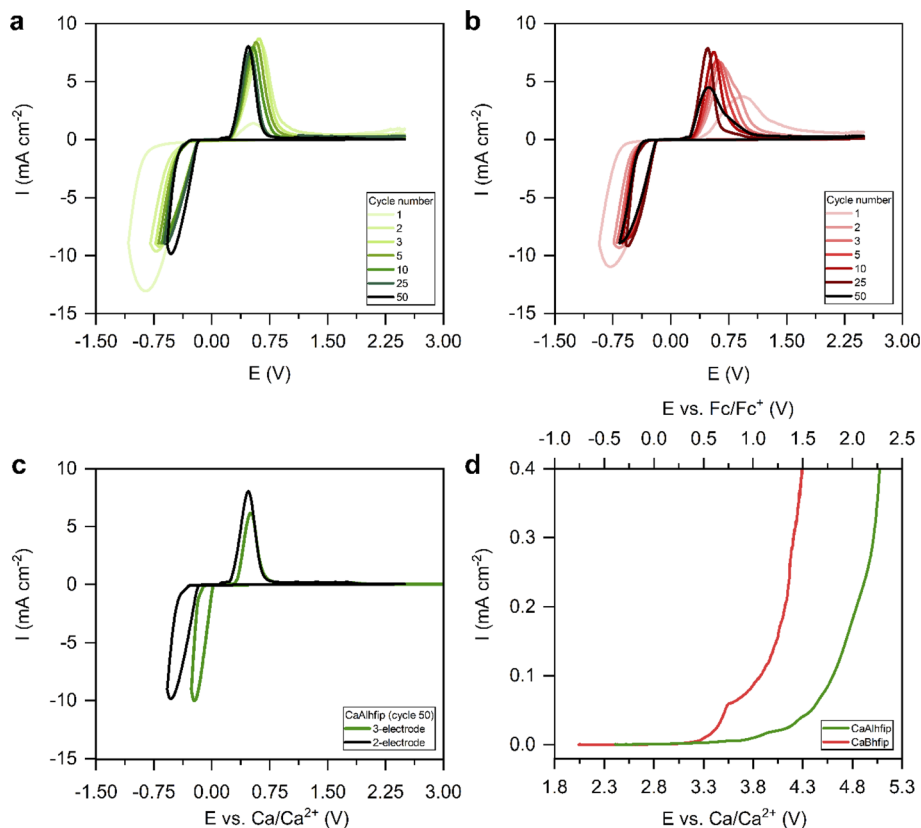 a
I (mA cm⁻²)
10
5
0
-5
-10
-15
-1.50 -0.75 0.00 0.75 1.50 2.25 3.00
E (V)
Cycle number
1
2
3
5
10
25
50
b
I (mA cm⁻²)
10
5
0
-5
-10
-15
-1.50 -0.75 0.00 0.75 1.50 2.25 3.00
E (V)
Cycle number
1
2
3
5
10
25
50
c
I (mA cm⁻²)
10
5
0
-5
-10
-15
-1.50 -0.75 0.00 0.75 1.50 2.25 3.00
E vs. Ca/Ca²⁺ (V)
CaAlhfip (cycle 50)
3-electrode
2-electrode
E vs. Fc/Fc⁺ (V)
-1.0 -0.5 0.0 0.5 1.0 1.5 2.0 2.5
d
I (mA cm⁻²)
0.4
0.3
0.2
0.1
0.0
1.8 2.3 2.8 3.3 3.8 4.3 4.8 5.3
E vs. Ca/Ca²⁺ (V)
CaAlhfip
CaBhfip